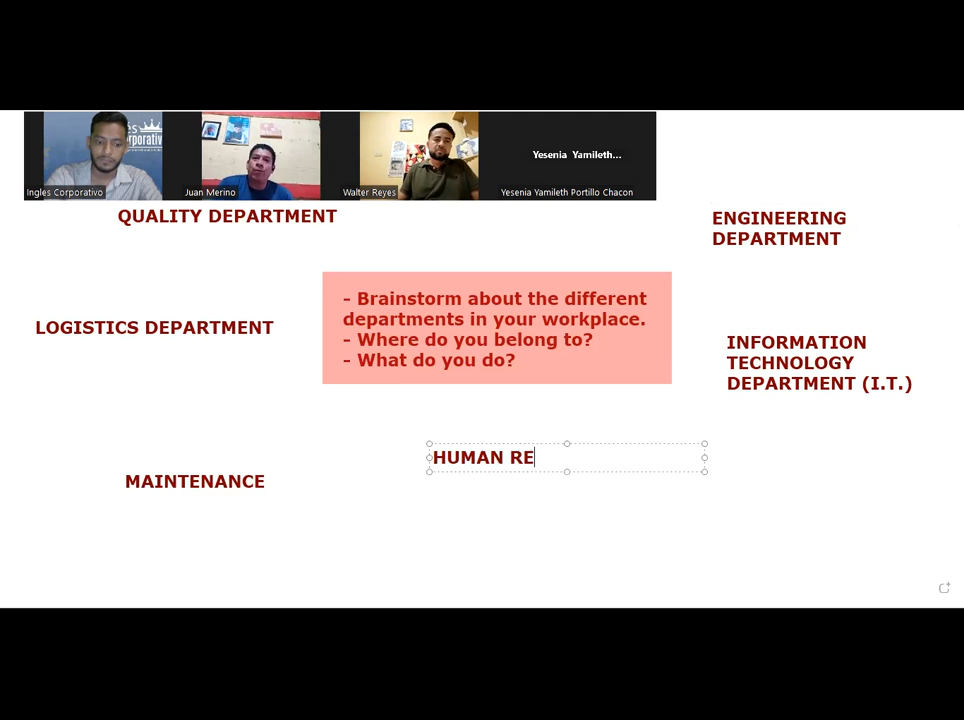 és
rporativ
Yesenia Yamileth...
Ingles Corporativo
Juan Merino
Walter Reyes
Yesenia Yamileth Portillo Chacon
QUALITY DEPARTMENT
ENGINEERING
DEPARTMENT
- Brainstorm about the different
departments in your workplace.
- Where do you belong to?
- What do you do?
LOGISTICS DEPARTMENT
INFORMATION
TECHNOLOGY
DEPARTMENT (I.T.)
HUMAN RE
MAINTENANCE